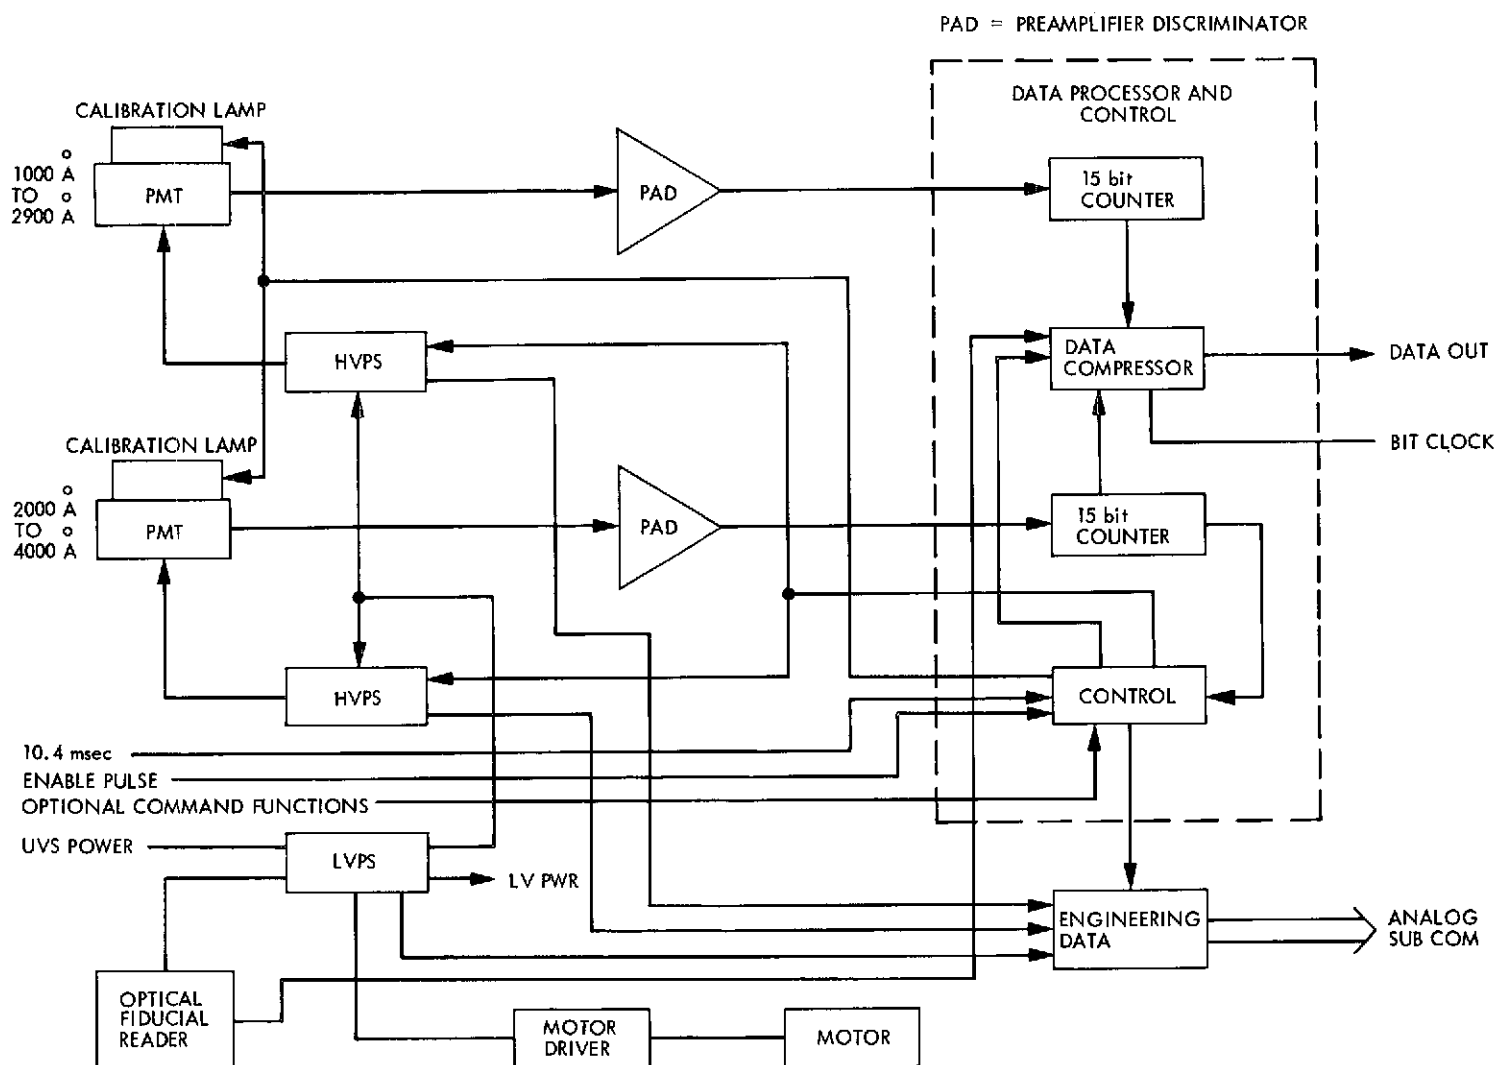 PAD = PREAMPLIFIER DISCRIMINATOR
DATA PROCESSOR AND
CONTROL
CALIBRATION LAMP
1000 Å
TO
2900 Å
PMT
PAD
15 bit
COUNTER
HVPS
DATA
COMPRESSOR
DATA OUT
BIT CLOCK
CALIBRATION LAMP
2000 Å
TO
4000 Å
PMT
PAD
15 bit
COUNTER
HVPS
CONTROL
10.4 msec
ENABLE PULSE
OPTIONAL COMMAND FUNCTIONS
UVS POWER
LVPS
LV PWR
ENGINEERING
DATA
ANALOG
SUB COM
OPTICAL
FIDUCIAL
READER
MOTOR
DRIVER
MOTOR